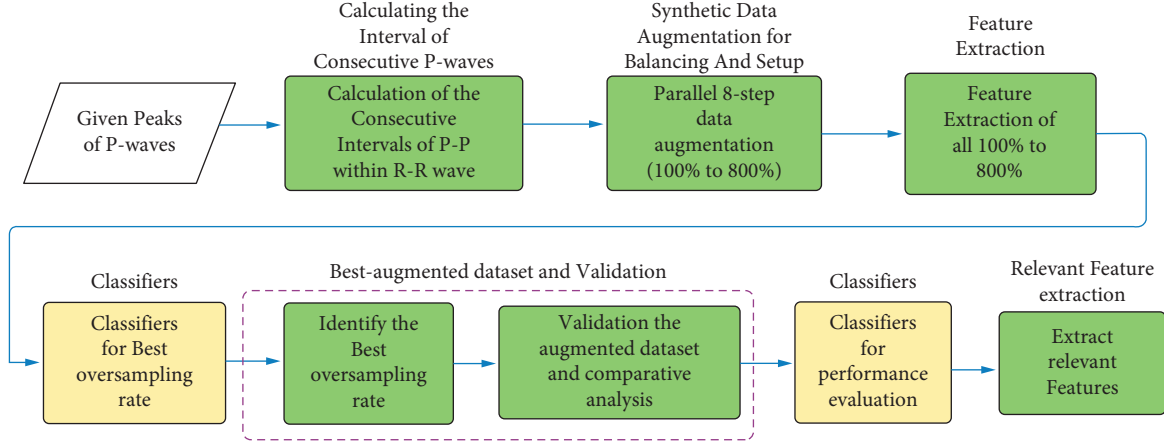 Given Peaks
of P-waves
Calculating the
Interval of
Consecutive P-waves
Calculation of the
Consecutive
Intervals of P-P
within R-R wave
Synthetic Data
Augmentation for
Balancing And Setup
Parallel 8-step
data
augmentation
(100% to 800%)
Feature
Extraction
Feature
Extraction of
all 100% to
800%
Classifiers
Classifiers
for Best
oversampling
rate
Best-augmented dataset and Validation
Identify the
Best
oversampling
rate
Validation the
augmented dataset
and comparative
analysis
Classifiers
Classifiers
for
performance
evaluation
Relevant Feature
extraction
Extract
relevant
Features